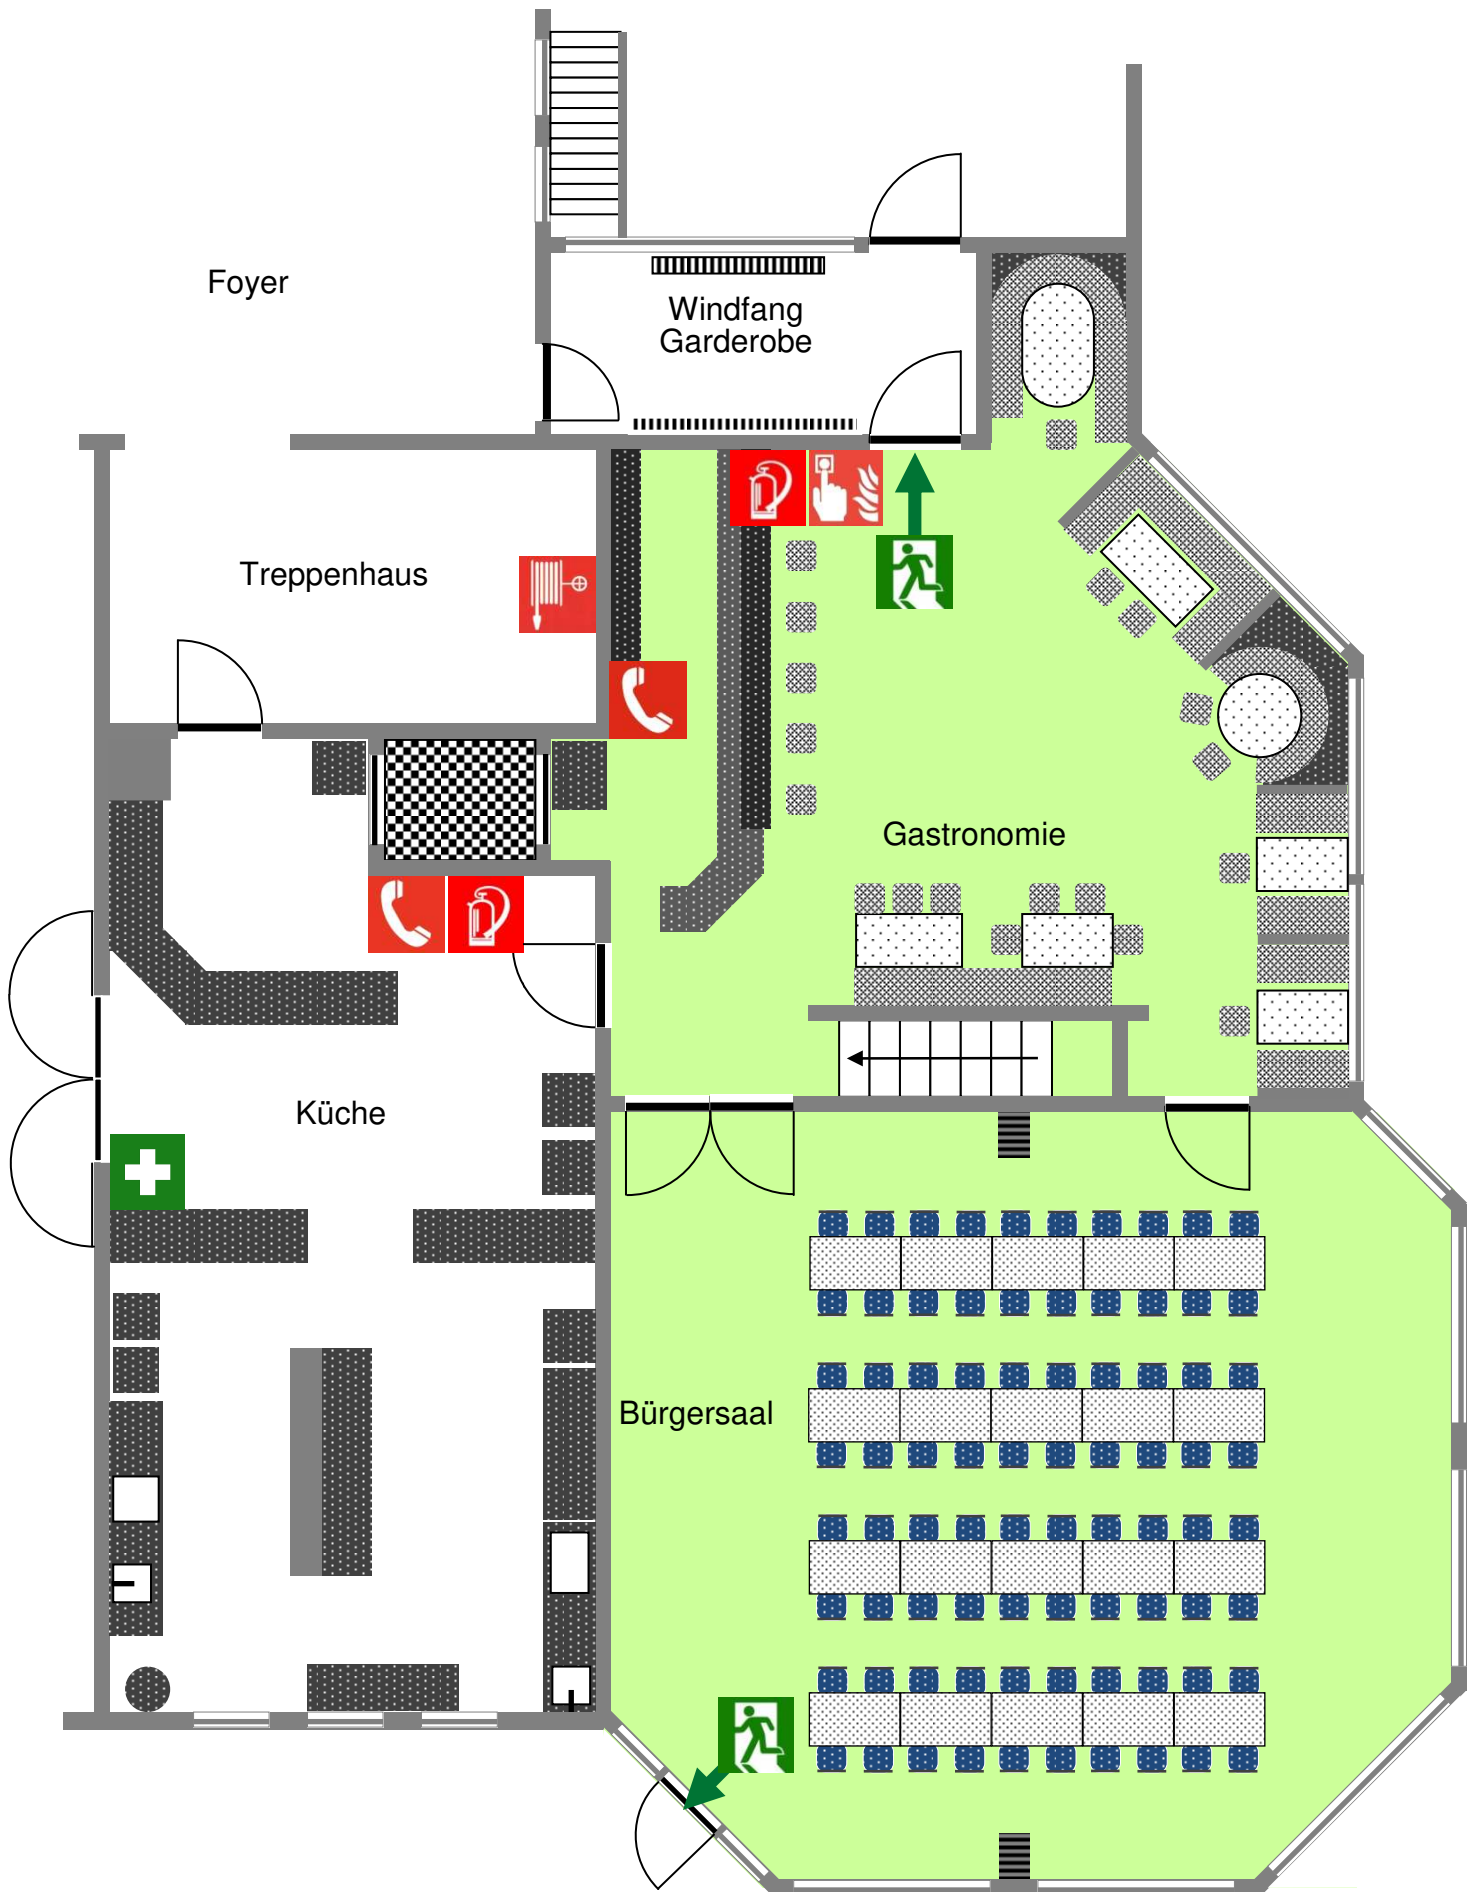 Foyer
Windfang
Garderobe
Treppenhaus
Gastronomie
Küche
Bürgersaal